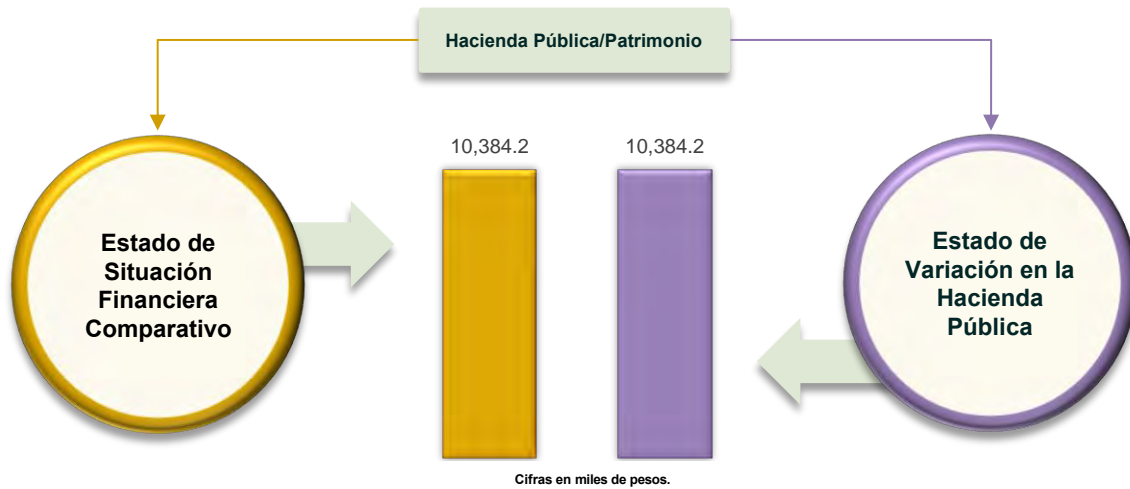 Hacienda Pública/Patrimonio
10,384.2
10,384.2
Estado de
Situación
Financiera
Comparativo
Estado de
Variación en la
Hacienda
Pública
Cifras en miles de pesos.